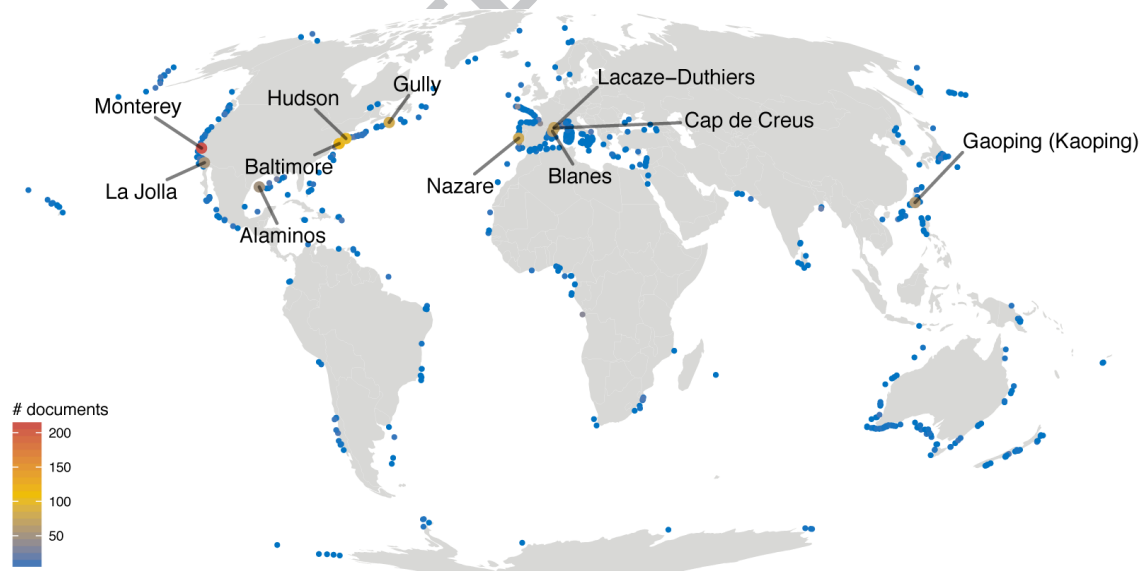 Lacaze−Duthiers
Gully
Hudson
Monterey
Cap de Creus
Gaoping (Kaoping)
Baltimore
La Jolla
Nazare
Blanes
Alaminos
# documents
200
150
100
50